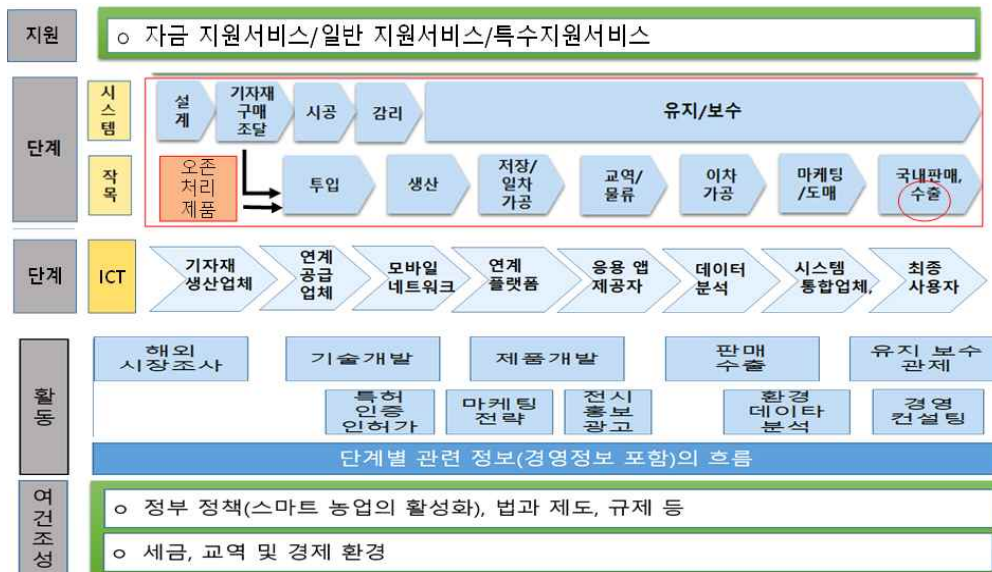 지원
o 자금 지원서비스/일반 지원서비스/특수지원서비스
단계
시
스
템
설
계
기자재
구매
조달
시공
감리
유지/보수
작
목
오존
처리
제품
투입
생산
저장/
일차
가공
교역/
물류
이차
가공
마케팅
/도매
국내판매,
수출
단계
ICT
기자재
생산업체
연계
공급
업체
모바일
네트워크
연계
플랫폼
응용 앱
제공자
데이터
분석
시스템
통합업체,
최종
사용자
활
동
해외
시장조사
기술개발
제품개발
판매
수출
유지 보수
관제
특허
인증
인허가
마케팅
전략
전시
홍보
광고
환경
데이타
분석
경영
컨설팅
단계별 관련 정보(경영정보 포함)의 흐름
여
건
조
성
o 정부 정책(스마트 농업의 활성화), 법과 제도, 규제 등
o 세금, 교역 및 경제 환경